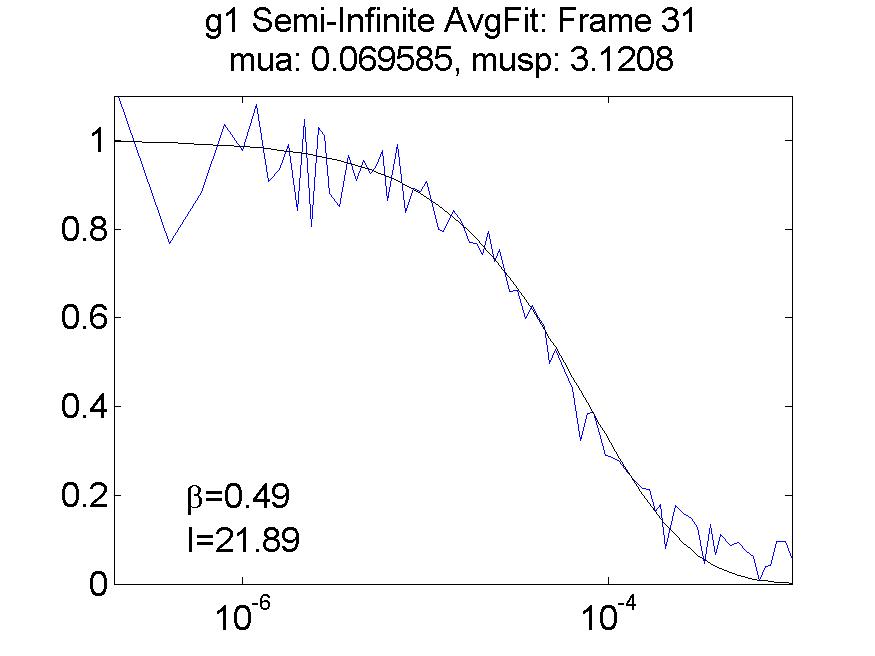 g1 Semi-Infinite AvgFit: Frame 31
mua: 0.069585, musp: 3.1208
1
0.8
0.6
0.4
0.2
0
β=0.49
I=21.89
10^-6
10^-4